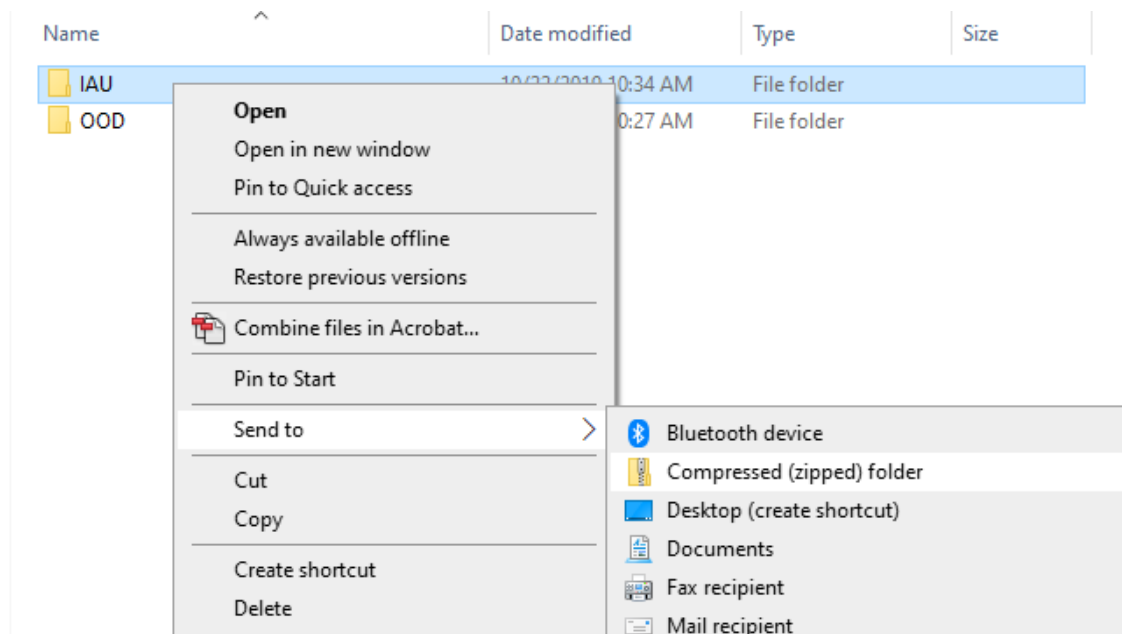 Name Date modified Type Size
IAU 10:34 AM File folder
OOD 0:27 AM File folder
Open
Open in new window
Pin to Quick access
Always available offline
Restore previous versions
Combine files in Acrobat...
Pin to Start
Send to
Cut
Copy
Create shortcut
Delete
Bluetooth device
Compressed (zipped) folder
Desktop (create shortcut)
Documents
Fax recipient
Mail recipient